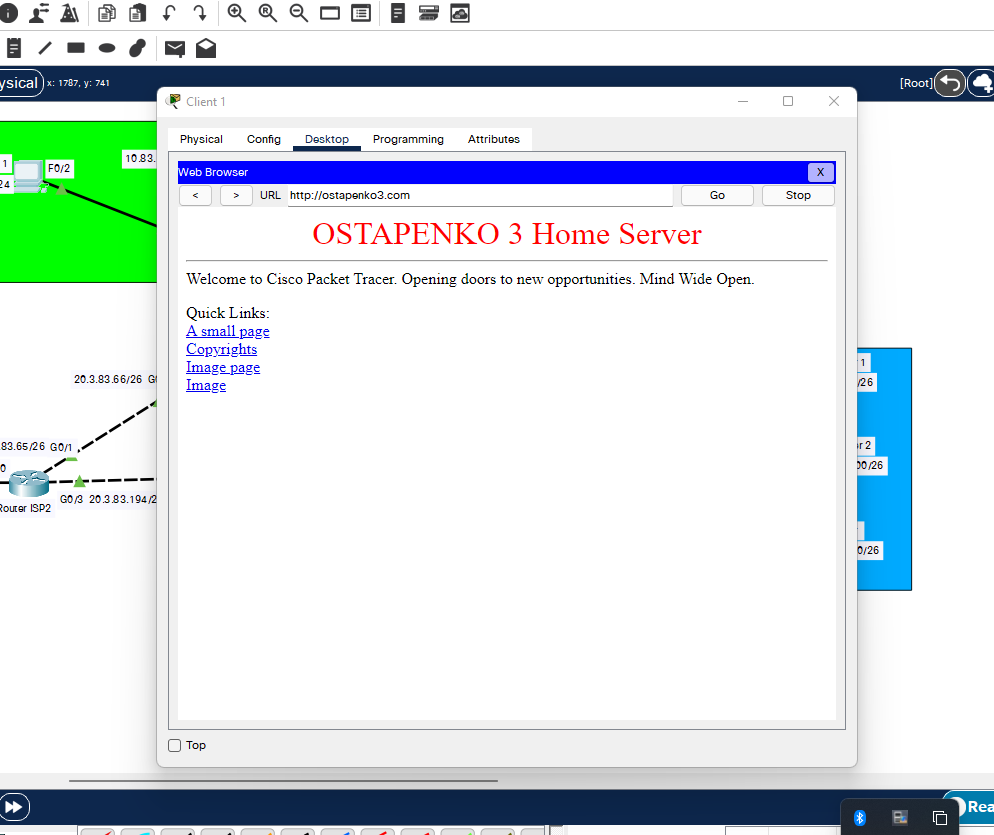 ysical
x: 1787, y: 741
[Root]
Client 1
Physical
Config
Desktop
Programming
Attributes
Web Browser
X
<
>
URL
http://ostapenko3.com
Go
Stop
OSTAPENKO 3 Home Server
Welcome to Cisco Packet Tracer. Opening doors to new opportunities. Mind Wide Open.
Quick Links:
A small page
Copyrights
Image page
Image
Top
1
24
F0/2
10.83.
20.3.83.66/26 G
83.65/26 G0/1
0
G0/3 20.3.83.194/2
Router ISP2
1
/26
r 2
00/26
0/26
Rea